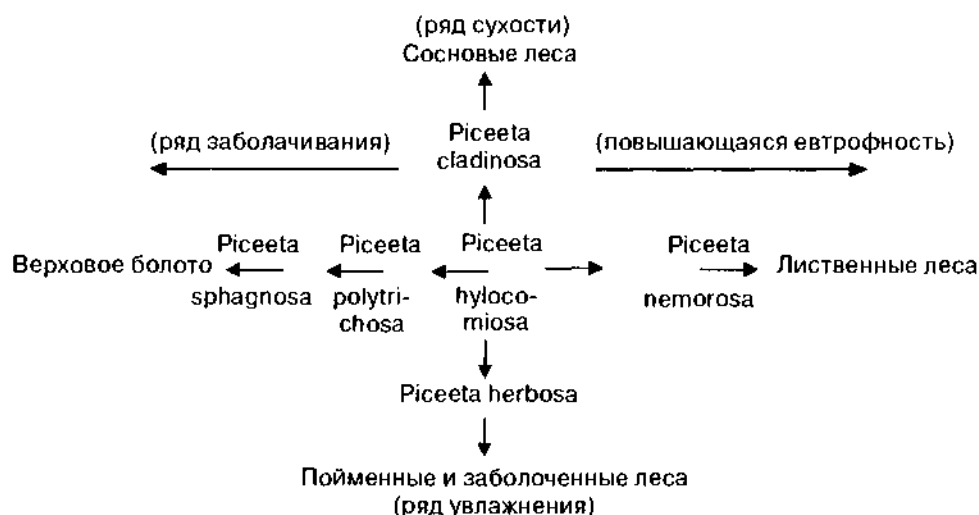 (ряд сухости)
Сосновые леса
(ряд заболачивания)
Piceeta
cladinosa
(повышающаяся евтрофность)
Верховое болото
Piceeta
sphagnosa
Piceeta
polytri-
chosa
Piceeta
hyloco-
miosa
Piceeta
nemorosa
Лиственные леса
Piceeta herbosa
Пойменные и заболоченные леса
(ряд увлажнения)